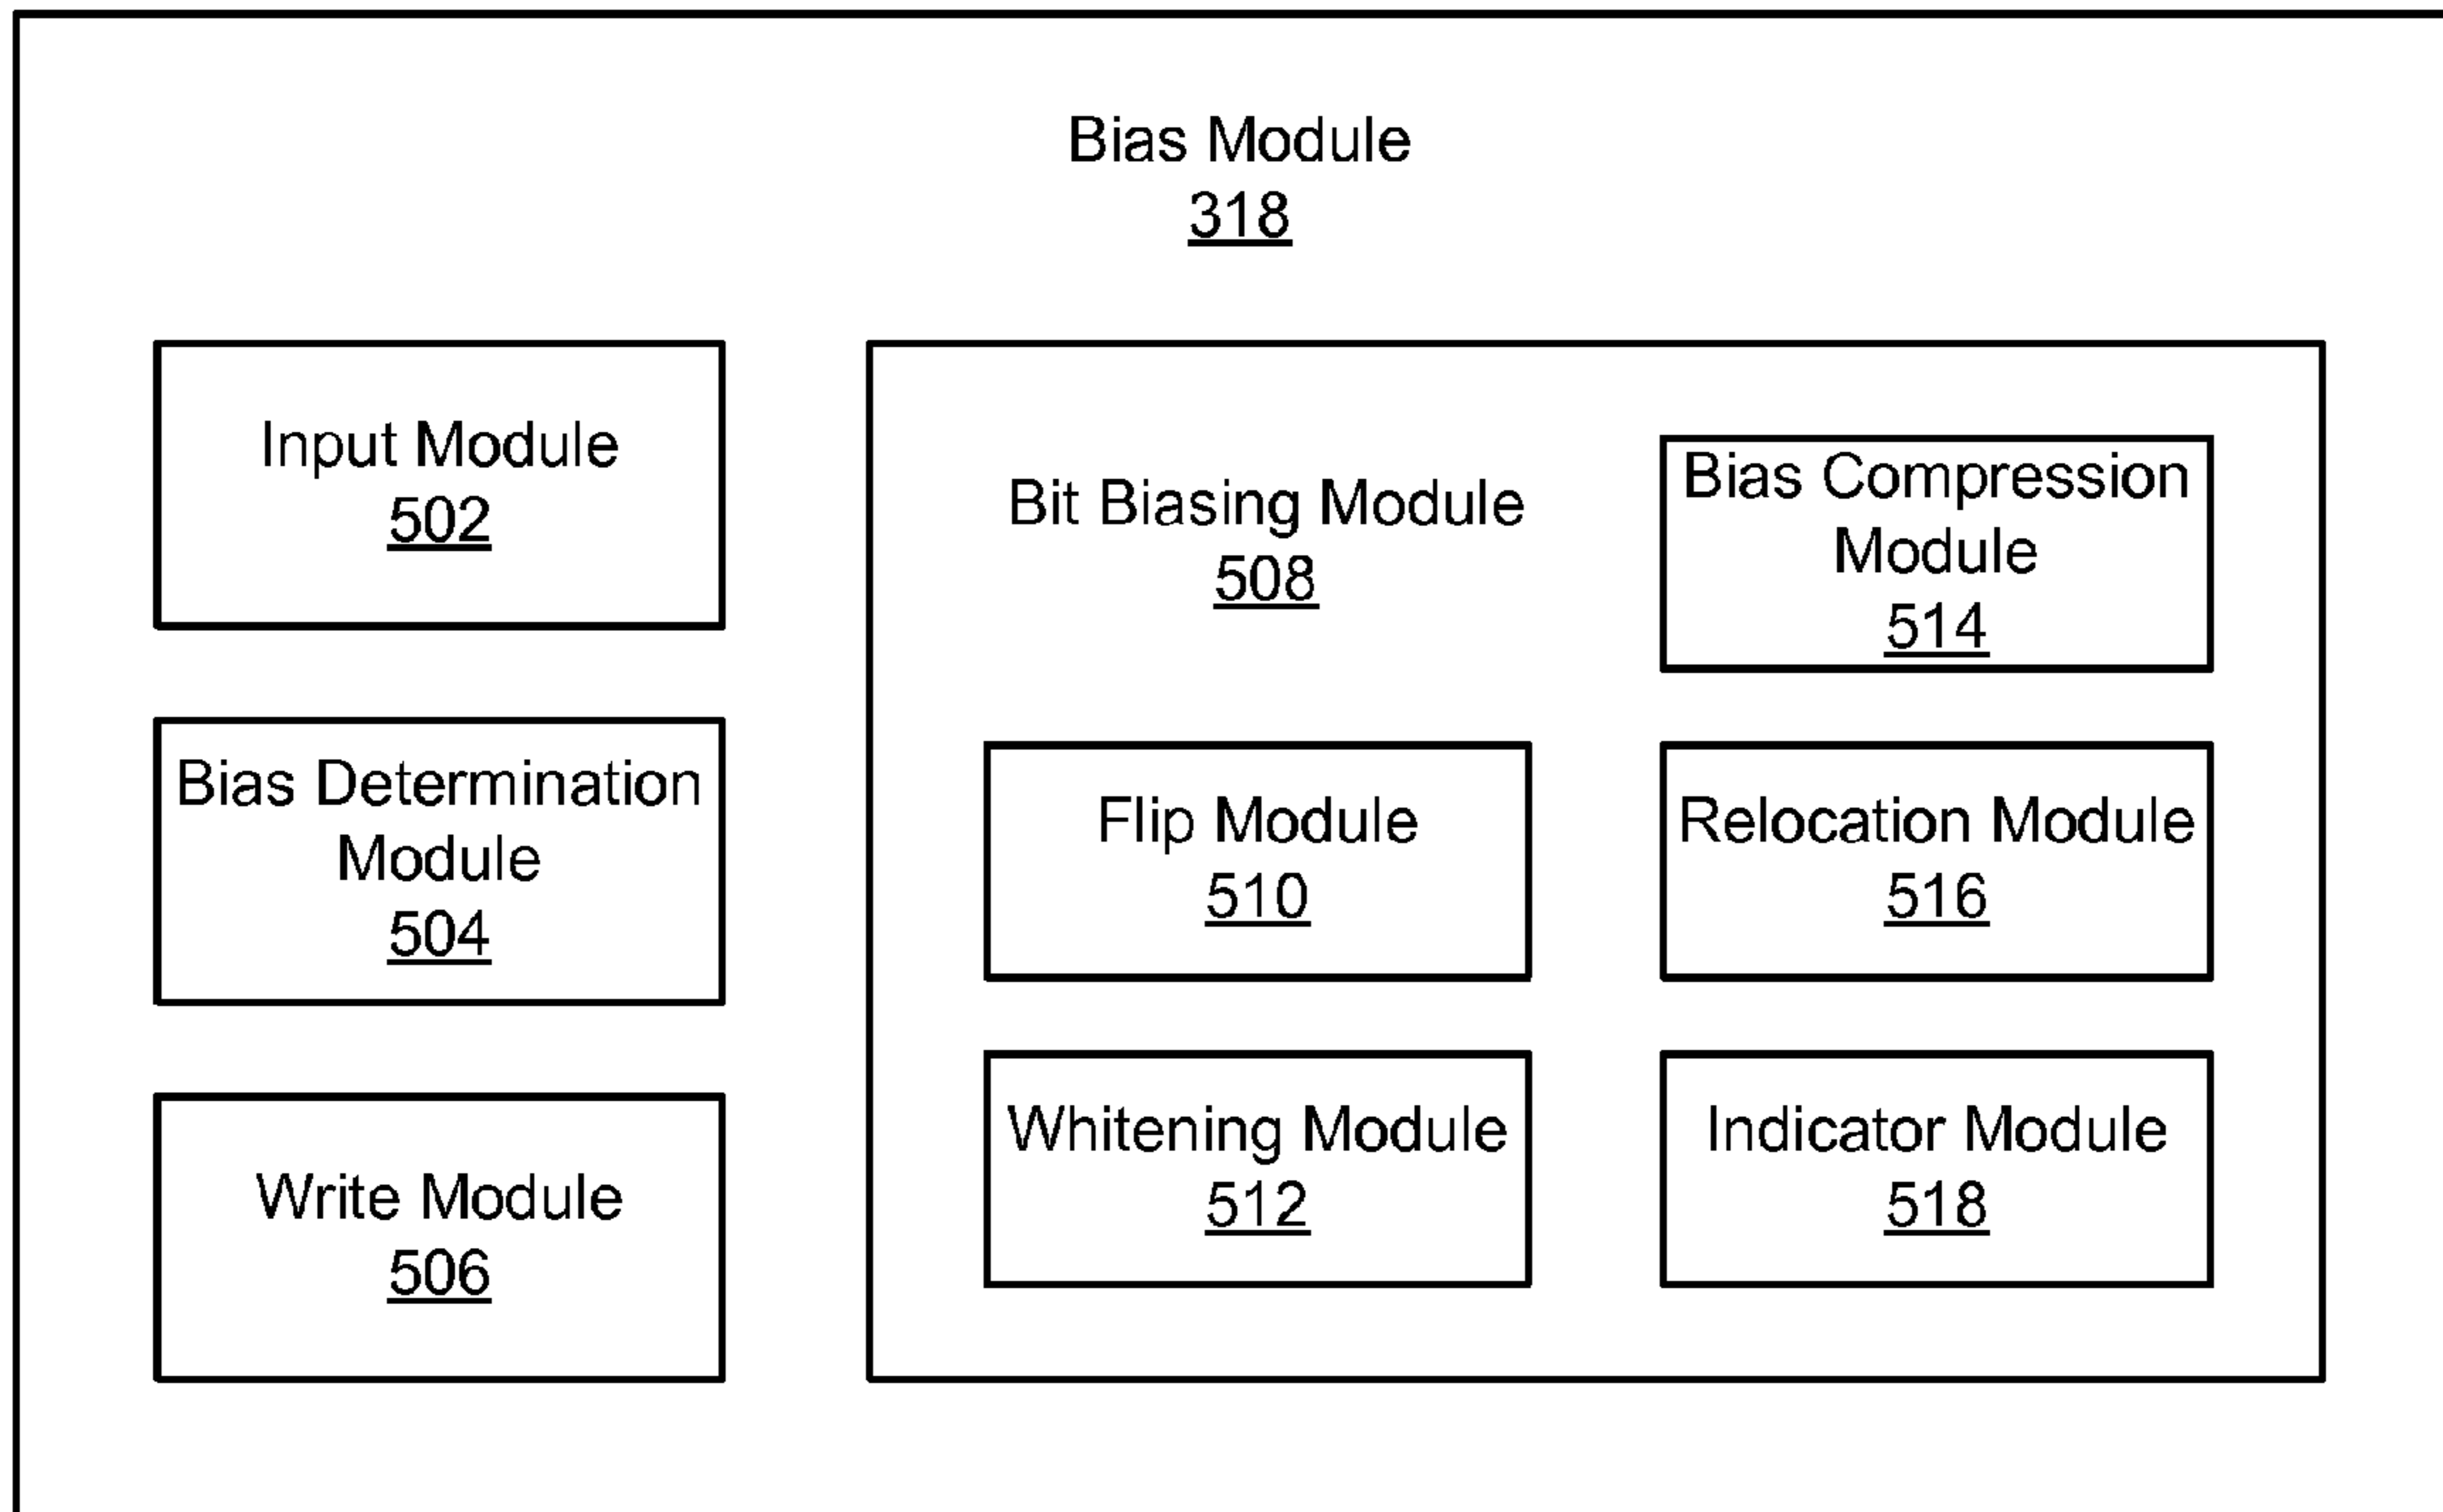 Bias Module
318
Input Module
502
Bias Determination
Module
504
Write Module
506
Bit Biasing Module
508
Bias Compression
Module
514
Flip Module
510
Relocation Module
516
Whitening Module
512
Indicator Module
518